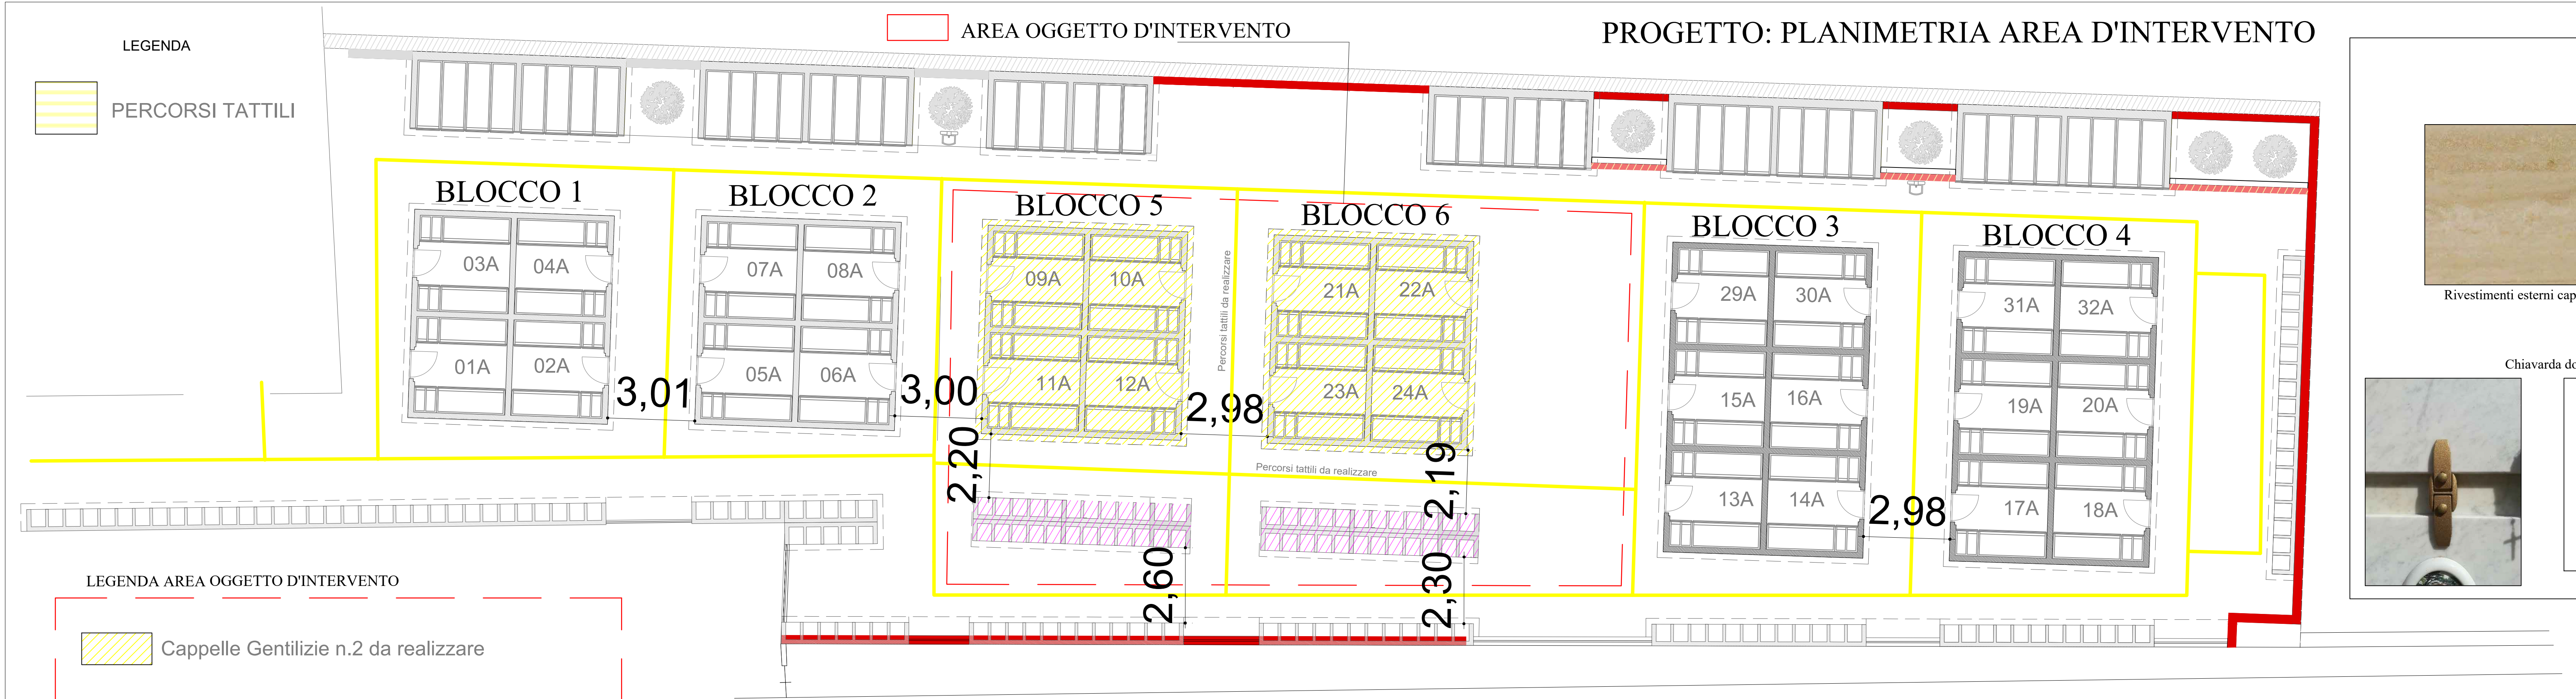 LEGENDA
PERCORSI TATTILI
AREA OGGETTO D'INTERVENTO
PROGETTO: PLANIMETRIA AREA D'INTERVENTO
BLOCCO 1
BLOCCO 2
BLOCCO 5
BLOCCO 6
BLOCCO 3
BLOCCO 4
03A 04A
01A 02A
07A 08A
05A 06A
09A 10A
11A 12A
21A 22A
23A 24A
29A 30A
15A 16A
13A 14A
31A 32A
19A 20A
17A 18A
3,01
3,00
2,98
2,98
2,20
2,19
2,60
2,30
Percorsi tattili da realizzare
Percorsi tattili da realizzare
LEGENDA AREA OGGETTO D'INTERVENTO
Cappelle Gentilizie n.2 da realizzare
Rivestimenti esterni cap
Chiavarda do